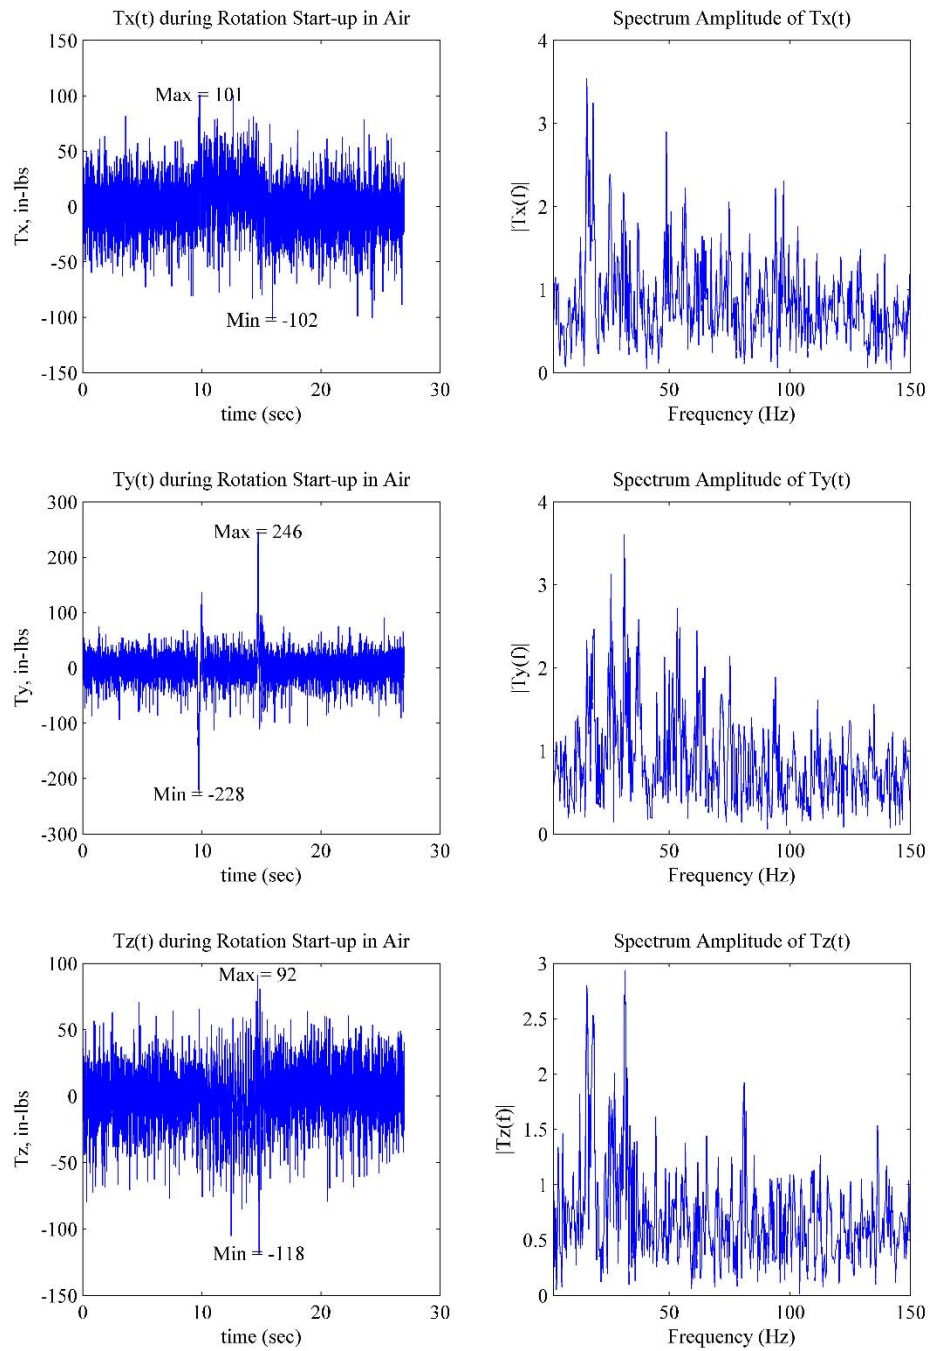 Tx(t) during Rotation Start-up in Air
150
100
50
0
-50
-100
-150
Tx, in-lbs
Max = 101
Min = -102
0
10
20
30
time (sec)
Spectrum Amplitude of Tx(t)
4
3
2
1
0
|Tx(f)|
50
100
150
Frequency (Hz)
Ty(t) during Rotation Start-up in Air
300
200
100
0
-100
-200
-300
Ty, in-lbs
Max = 246
Min = -228
0
10
20
30
time (sec)
Spectrum Amplitude of Ty(t)
4
3
2
1
0
|Ty(f)|
50
100
150
Frequency (Hz)
Tz(t) during Rotation Start-up in Air
100
50
0
-50
-100
-150
Tz, in-lbs
Max = 92
Min = -118
0
10
20
30
time (sec)
Spectrum Amplitude of Tz(t)
3
2.5
2
1.5
1
0.5
0
|Tz(f)|
50
100
150
Frequency (Hz)